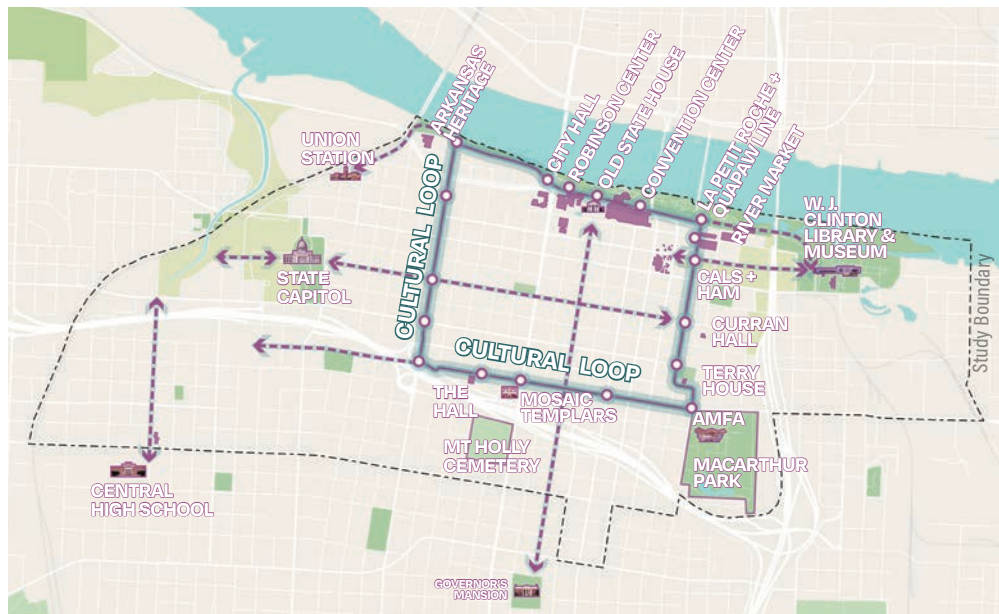 UNION
STATION
ARKANSAS
HERITAGE
CITY HALL
ROBINSON CENTER
OLD STATE HOUSE
CONVENTION CENTER
LA PETIT ROCHE +
QUAPAW LINE
RIVER MARKET
W. J.
CLINTON
LIBRARY &
MUSEUM
Study Boundary
STATE
CAPITOL
CULTURAL LOOP
CALS +
HAM
CURRAN
HALL
CULTURAL LOOP
TERRY
HOUSE
THE
HALL
MOSAIC
TEMPLARS
AMFA
MT HOLLY
CEMETERY
MACARTHUR
PARK
CENTRAL
HIGH SCHOOL
GOVERNOR'S
MANSION